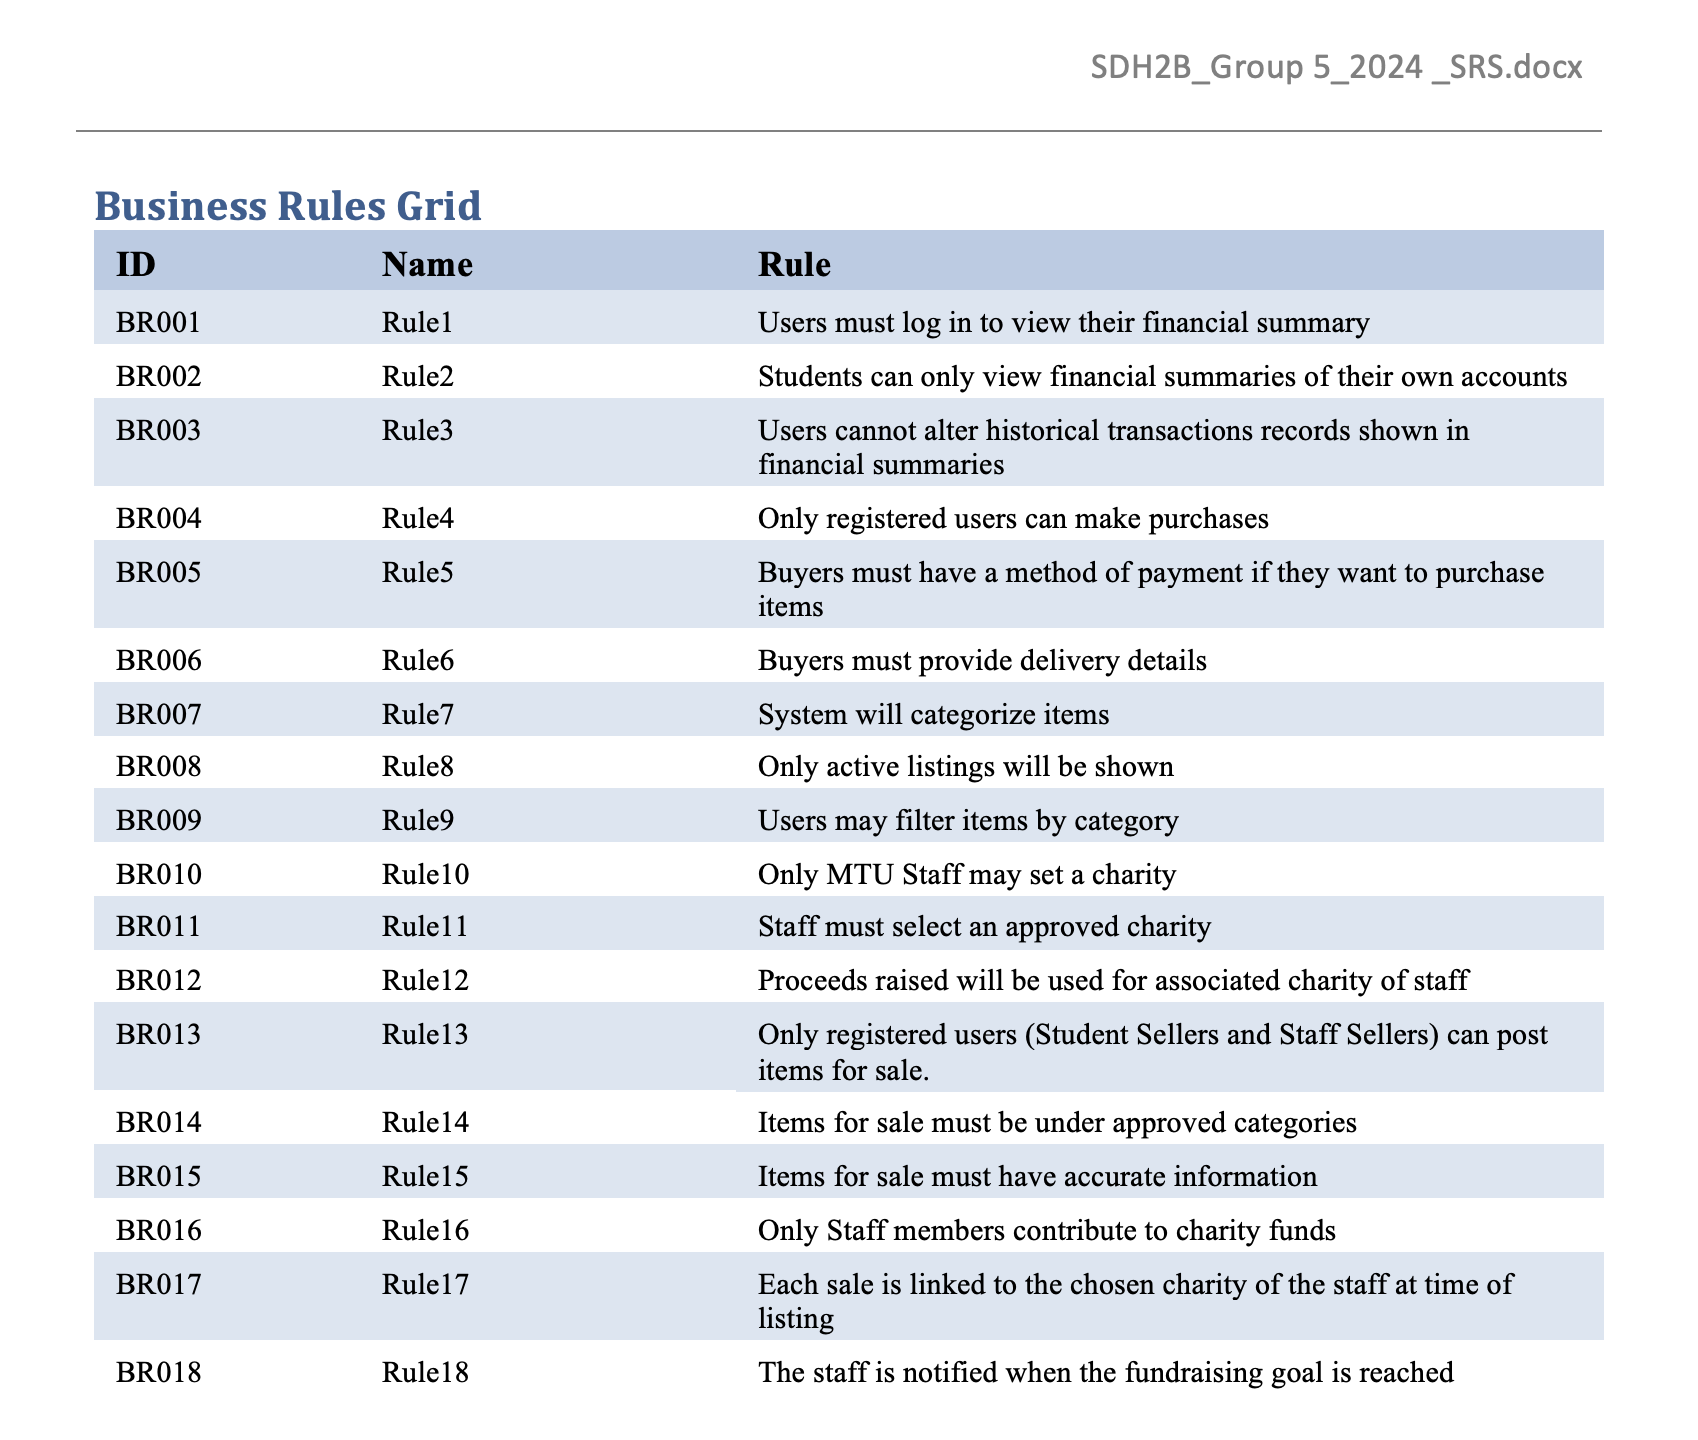 SDH2B_Group 5_2024 _SRS.docx
Business Rules Grid
ID Name Rule
BR001 Rule1 Users must log in to view their financial summary
BR002 Rule2 Students can only view financial summaries of their own accounts
BR003 Rule3 Users cannot alter historical transactions records shown in
financial summaries
BR004 Rule4 Only registered users can make purchases
BR005 Rule5 Buyers must have a method of payment if they want to purchase
items
BR006 Rule6 Buyers must provide delivery details
BR007 Rule7 System will categorize items
BR008 Rule8 Only active listings will be shown
BR009 Rule9 Users may filter items by category
BR010 Rule10 Only MTU Staff may set a charity
BR011 Rule11 Staff must select an approved charity
BR012 Rule12 Proceeds raised will be used for associated charity of staff
BR013 Rule13 Only registered users (Student Sellers and Staff Sellers) can post
items for sale.
BR014 Rule14 Items for sale must be under approved categories
BR015 Rule15 Items for sale must have accurate information
BR016 Rule16 Only Staff members contribute to charity funds
BR017 Rule17 Each sale is linked to the chosen charity of the staff at time of
listing
BR018 Rule18 The staff is notified when the fundraising goal is reached